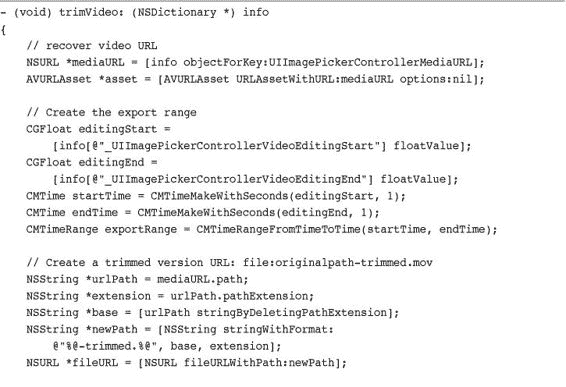 - (void) trimVideo: (NSDictionary *) info
{
    // recover video URL
    NSURL *mediaURL = [info objectForKey:UIImagePickerControllerMediaURL];
    AVURLAsset *asset = [AVURLAsset URLAssetWithURL:mediaURL options:nil];

    // Create the export range
    CGFloat editingStart =
        [info[@"_UIImagePickerControllerVideoEditingStart"] floatValue];
    CGFloat editingEnd =
        [info[@"_UIImagePickerControllerVideoEditingEnd"] floatValue];
    CMTime startTime = CMTimeMakeWithSeconds(editingStart, 1);
    CMTime endTime = CMTimeMakeWithSeconds(editingEnd, 1);
    CMTimeRange exportRange = CMTimeRangeFromTimeToTime(startTime, endTime);

    // Create a trimmed version URL: file:originalpath-trimmed.mov
    NSString *urlPath = mediaURL.path;
    NSString *extension = urlPath.pathExtension;
    NSString *base = [urlPath stringByDeletingPathExtension];
    NSString *newPath = [NSString stringWithFormat:
        @"%@-trimmed.%@", base, extension];
    NSURL *fileURL = [NSURL fileURLWithPath:newPath];